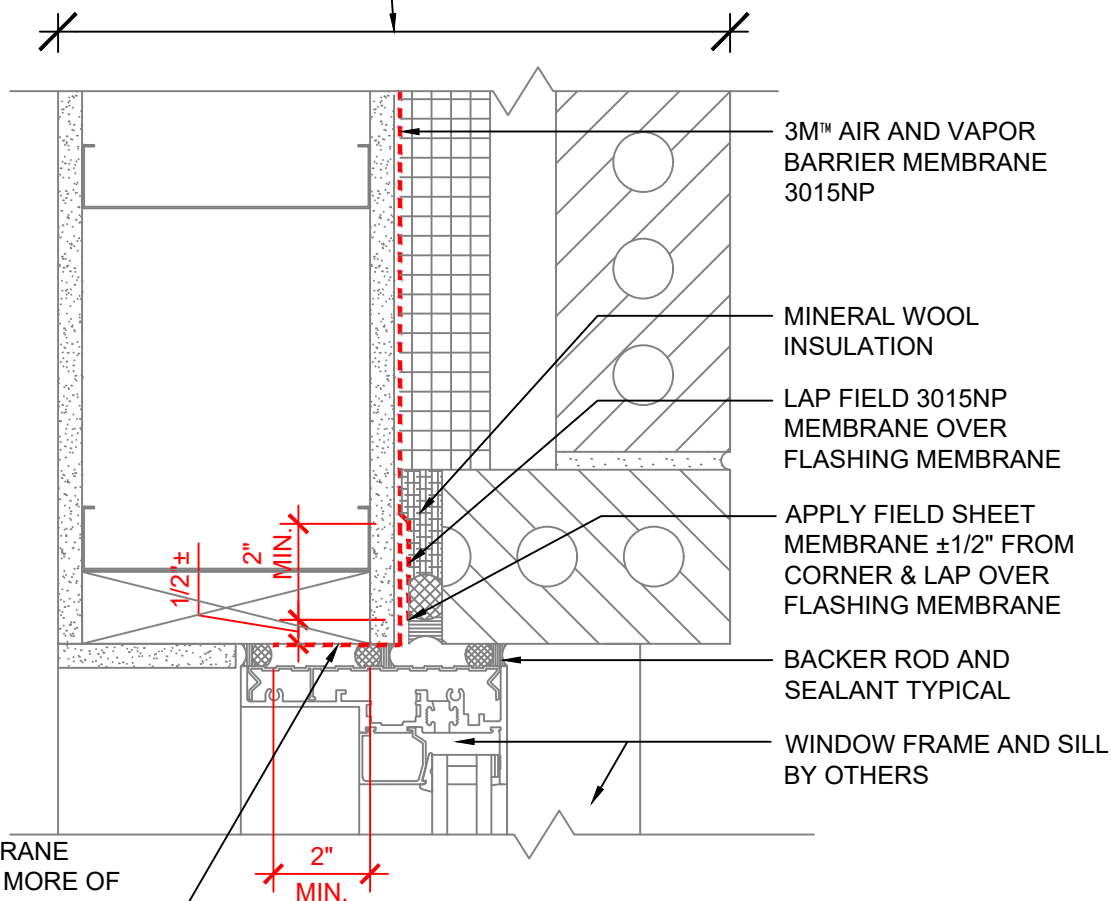 3M™ AIR AND VAPOR
BARRIER MEMBRANE
3015NP
MINERAL WOOL
INSULATION
LAP FIELD 3015NP
MEMBRANE OVER
FLASHING MEMBRANE
APPLY FIELD SHEET
MEMBRANE ±1/2" FROM
CORNER & LAP OVER
FLASHING MEMBRANE
BACKER ROD AND
SEALANT TYPICAL
WINDOW FRAME AND SILL
BY OTHERS
1/2"±
2"
MIN.
2"
MIN.
RANE
MORE OF